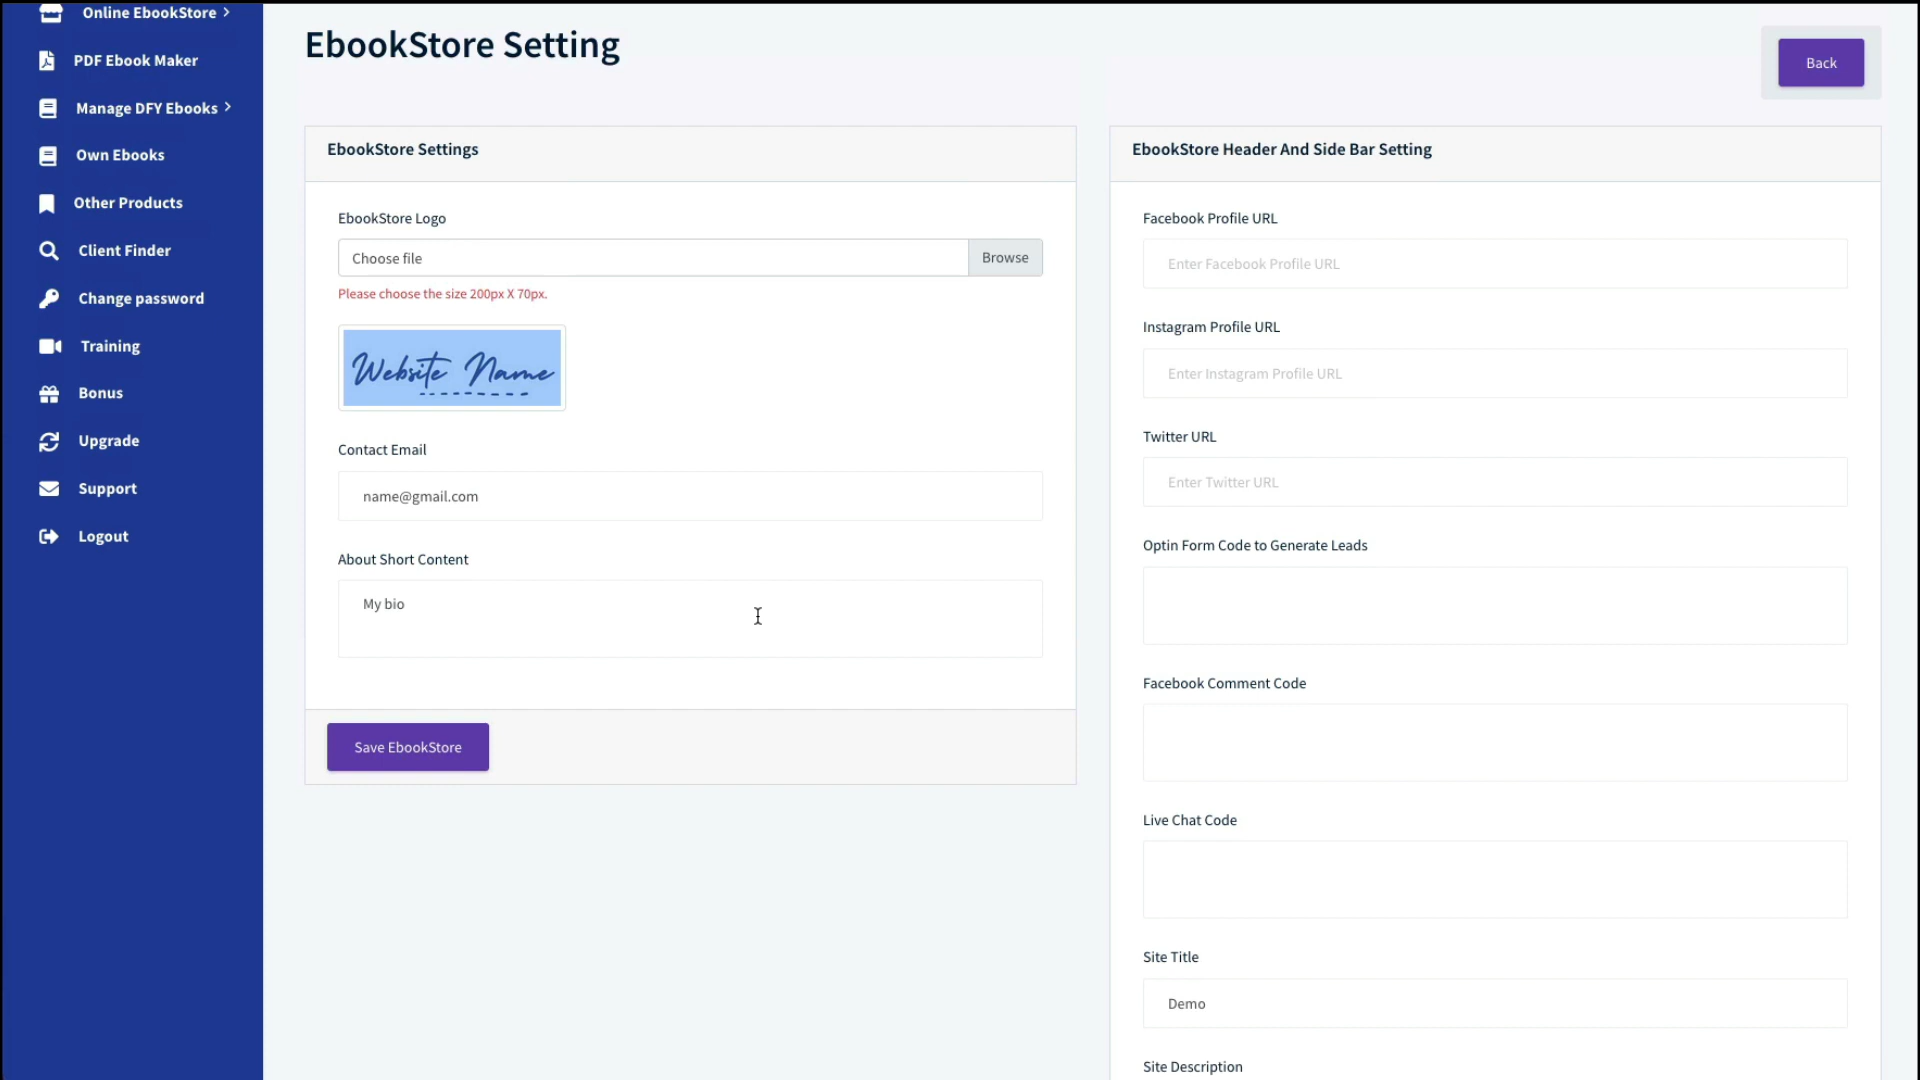 Online EbookStore
PDF Ebook Maker
Manage DFY Ebooks
Own Ebooks
Other Products
Client Finder
Change password
Training
Bonus
Upgrade
Support
Logout
EbookStore Setting
Back
EbookStore Settings
EbookStore Logo
Choose file
Browse
Please choose the size 200px X 70px.
Website Name
Contact Email
name@gmail.com
About Short Content
My bio
Save EbookStore
EbookStore Header And Side Bar Setting
Facebook Profile URL
Enter Facebook Profile URL
Instagram Profile URL
Enter Instagram Profile URL
Twitter URL
Enter Twitter URL
Optin Form Code to Generate Leads
Facebook Comment Code
Live Chat Code
Site Title
Demo
Site Description